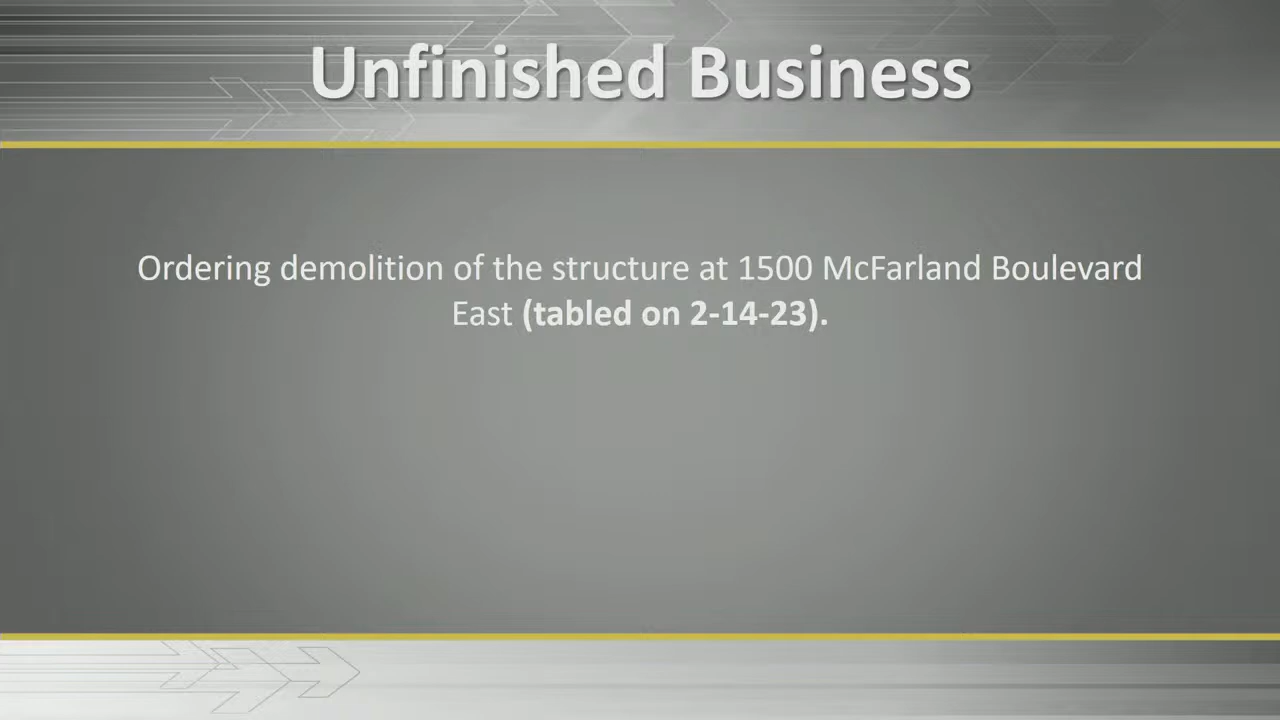 Unfinished Business
Ordering demolition of the structure at 1500 McFarland Boulevard
East (tabled on 2-14-23).